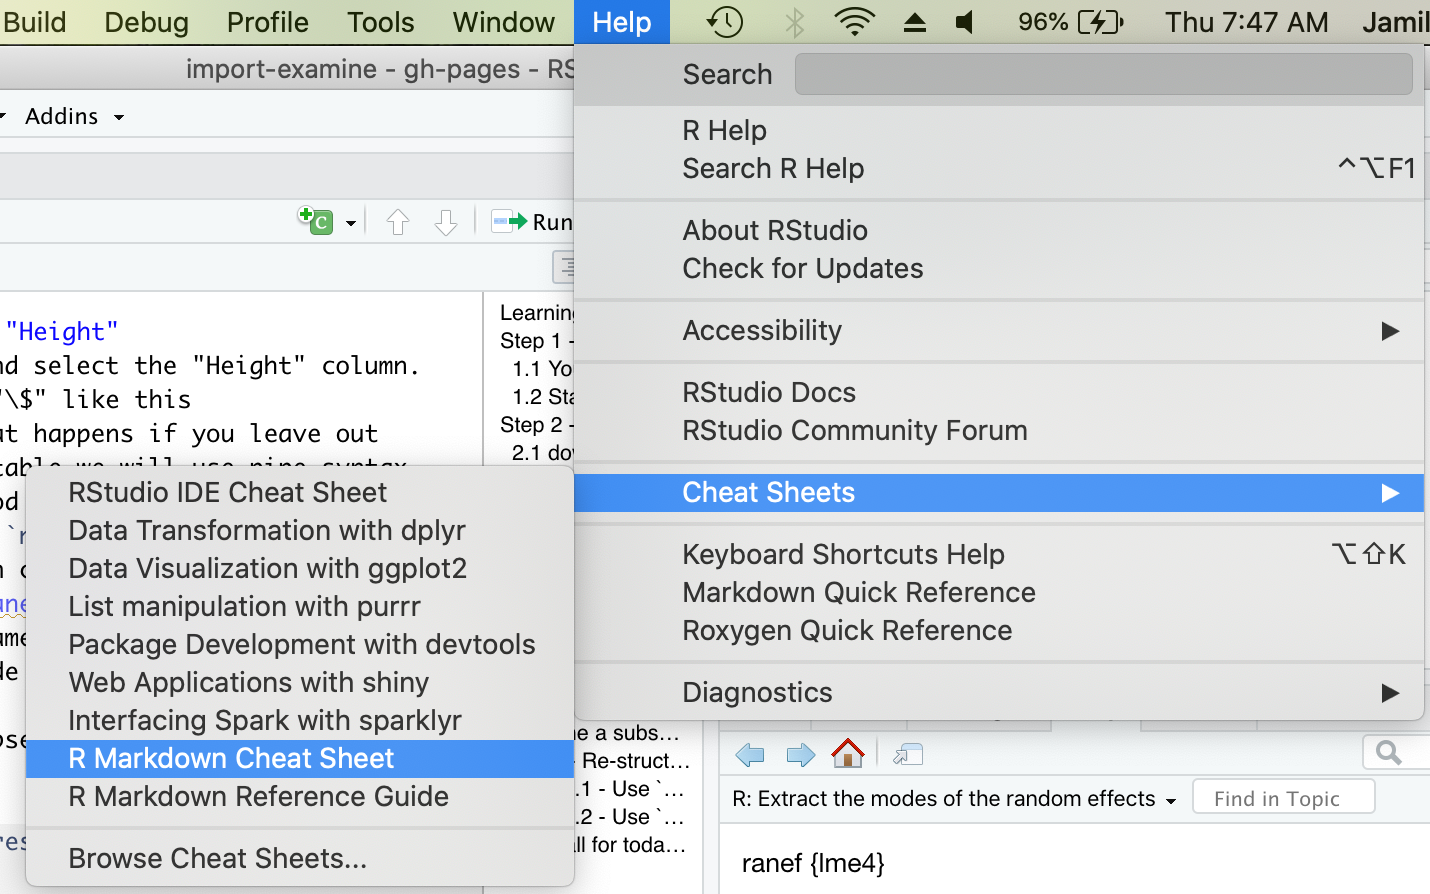 Build Debug Profile Tools Window Help 96% Thu 7:47 AM Jamil
import-examine - gh-pages - RS
Addins
Search
R Help
Search R Help ^⌥F1
About RStudio
Check for Updates
Accessibility
RStudio Docs
RStudio Community Forum
Cheat Sheets
Keyboard Shortcuts Help ⌥⇧K
Markdown Quick Reference
Roxygen Quick Reference
Diagnostics
C Run
"Height"
nd select the "Height" column.
"\$" like this
at happens if you leave out
Learning
Step 1 -
1.1 Yo
1.2 Sta
Step 2 -
2.1 dow
RStudio IDE Cheat Sheet
Data Transformation with dplyr
Data Visualization with ggplot2
List manipulation with purrr
Package Development with devtools
Web Applications with shiny
Interfacing Spark with sparklyr
R Markdown Cheat Sheet
R Markdown Reference Guide
Browse Cheat Sheets...
e a subs...
- Re-struct...
.1 - Use `...
.2 - Use `...
ll for toda...
R: Extract the modes of the random effects Find in Topic
ranef {lme4}